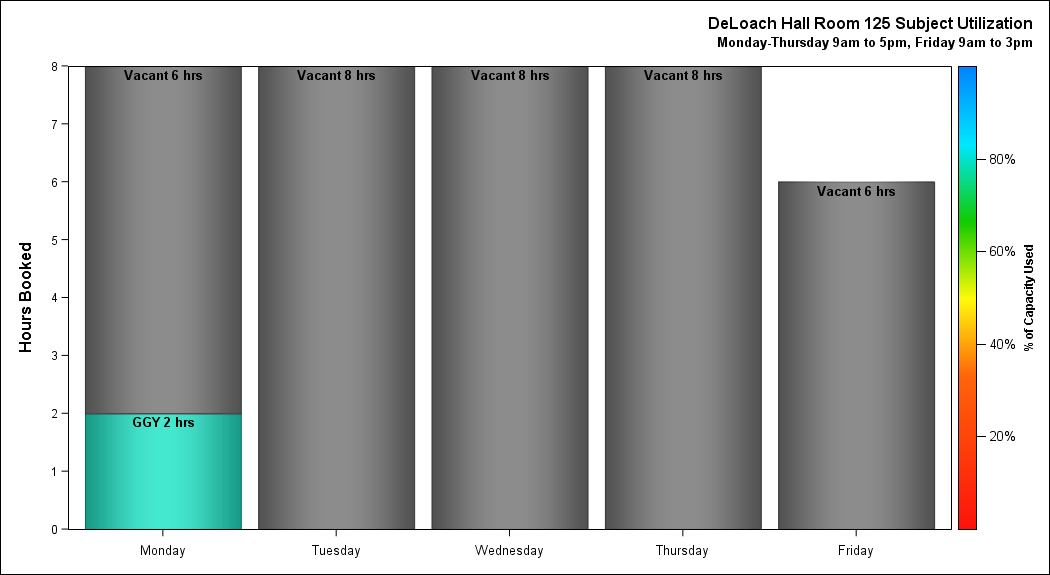 DeLoach Hall Room 125 Subject Utilization
Monday-Thursday 9am to 5pm, Friday 9am to 3pm
Hours Booked
8
7
6
5
4
3
2
1
0
Vacant 6 hrs
Vacant 8 hrs
Vacant 8 hrs
Vacant 8 hrs
Vacant 6 hrs
GGY 2 hrs
Monday
Tuesday
Wednesday
Thursday
Friday
80%
60%
40%
20%
% of Capacity Used